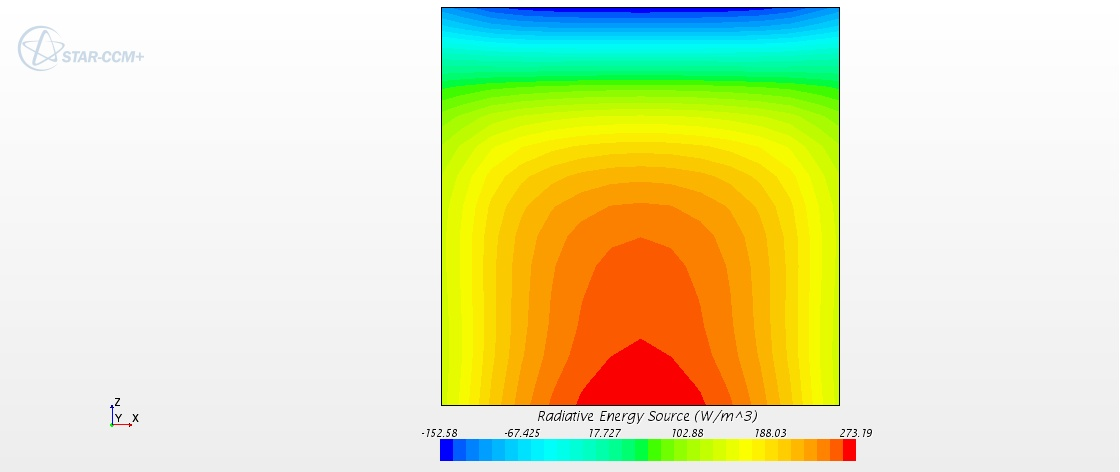 STAR-CCM+
Z
Y X
Radiative Energy Source (W/m^3)
-152.58 -67.425 17.727 102.88 188.03 273.19